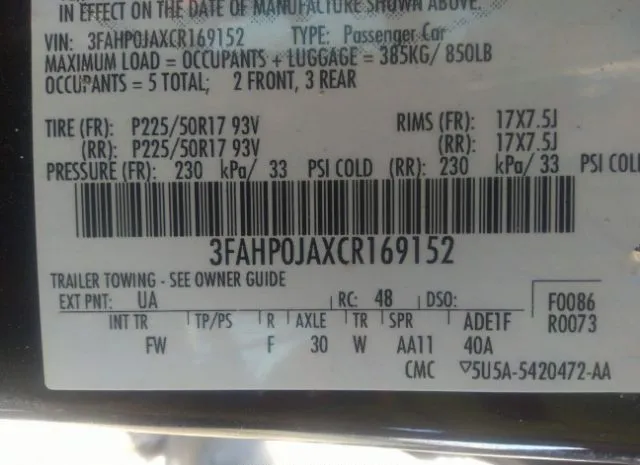 IN EFFECT ON THE DATE OF MANUFACTURE SHOWN ABOVE.
VIN: 3FAHP0JAXCR169152 TYPE: Passenger Car
MAXIMUM LOAD = OCCUPANTS + LUGGAGE = 385KG/ 850LB
OCCUPANTS = 5 TOTAL; 2 FRONT, 3 REAR
TIRE (FR): P225/50R17 93V RIMS (FR): 17X7.5J
(RR): P225/50R17 93V (RR): 17X7.5J
PRESSURE (FR): 230 kPa/ 33 PSI COLD (RR): 230 kPa/ 33 PSI COLD
3FAHP0JAXCR169152
TRAILER TOWING - SEE OWNER GUIDE
EXT PNT: UA RC: 48 DSO: F0086
INT TR TP/PS R AXLE TR SPR ADE1F R0073
FW F 30 W AA11 40A
CMC ▽5U5A-5420472-AA